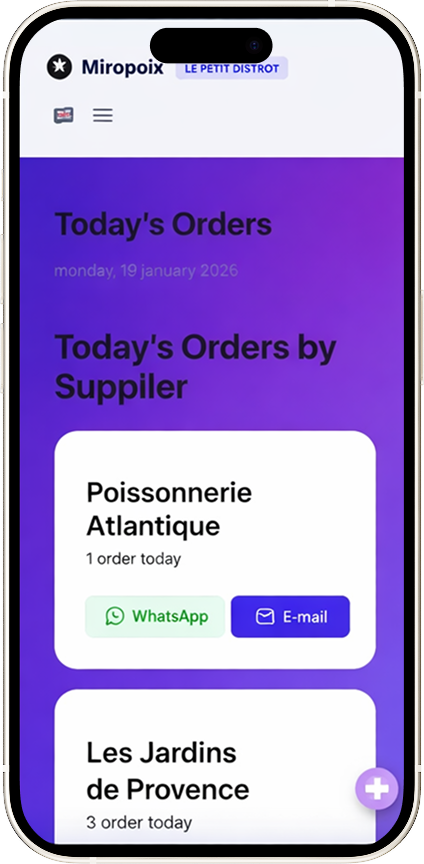 Miropoix
LE PETIT DISTROT
Today's Orders
monday, 19 january 2026
Today's Orders by
Suppiler
Poissonnerie
Atlantique
1 order today
WhatsApp
E-mail
Les Jardins
de Provence
3 order today